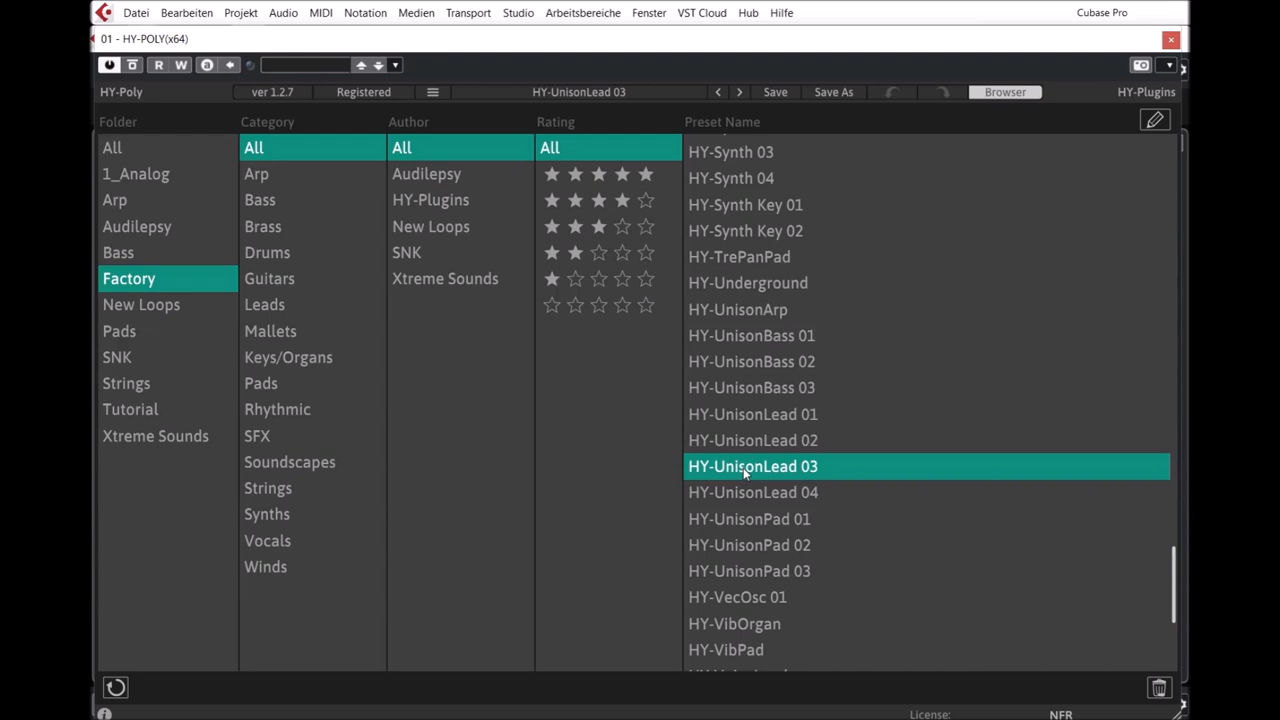 Datei Bearbeiten Projekt Audio MIDI Notation Medien Transport Studio Arbeitsbereiche Fenster VST Cloud Hub Hilfe Cubase Pro
01 - HY-POLY(x64)
R W a
HY-Poly ver 1.2.7 Registered HY-UnisonLead 03 Save Save As Browser HY-Plugins
Folder Category Author Rating Preset Name
All All All All HY-Synth 03
1_Analog Arp Audilepsy HY-Synth 04
Arp Bass HY-Plugins HY-Synth Key 01
Audilepsy Brass New Loops HY-Synth Key 02
Bass Drums SNK HY-TrePanPad
Factory Guitars Xtreme Sounds HY-Underground
New Loops Leads HY-UnisonArp
Pads Mallets HY-UnisonBass 01
SNK Keys/Organs HY-UnisonBass 02
Strings Pads HY-UnisonBass 03
Tutorial Rhythmic HY-UnisonLead 01
Xtreme Sounds SFX HY-UnisonLead 02
Soundscapes HY-UnisonLead 03
Strings HY-UnisonLead 04
Synths HY-UnisonPad 01
Vocals HY-UnisonPad 02
Winds HY-UnisonPad 03
HY-VecOsc 01
HY-VibOrgan
HY-VibPad
License: NFR